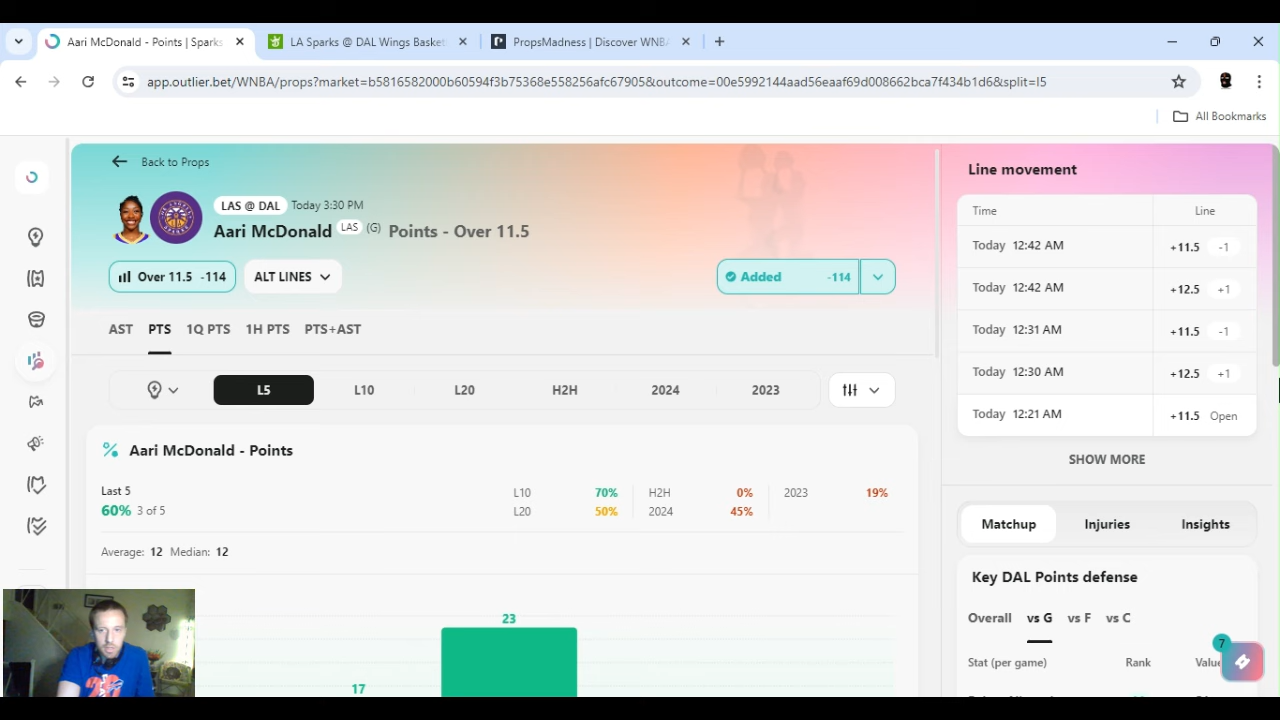 Aari McDonald - Points | Sparks
LA Sparks @ DAL Wings Basket
PropsMadness | Discover WNBA
app.outlier.bet/WNBA/props?market=b5816582000b60594f3b75368e558256afc67905&outcome=00e5992144aad56eaaf69d008662bca7f434b1d6&split=l5
All Bookmarks
Back to Props
LAS @ DAL Today 3:30 PM
Aari McDonald LAS (G) Points - Over 11.5
Over 11.5 -114 ALT LINES
Added -114
AST PTS 1Q PTS 1H PTS PTS+AST
L5 L10 L20 H2H 2024 2023
Aari McDonald - Points
Last 5
60% 3 of 5
L10 70% H2H 0% 2023 19%
L20 50% 2024 45%
Average: 12 Median: 12
23
17
Line movement
Time Line
Today 12:42 AM +11.5 -1
Today 12:42 AM +12.5 +1
Today 12:31 AM +11.5 -1
Today 12:30 AM +12.5 +1
Today 12:21 AM +11.5 Open
SHOW MORE
Matchup Injuries Insights
Key DAL Points defense
Overall vs G vs F vs C
7
Stat (per game) Rank